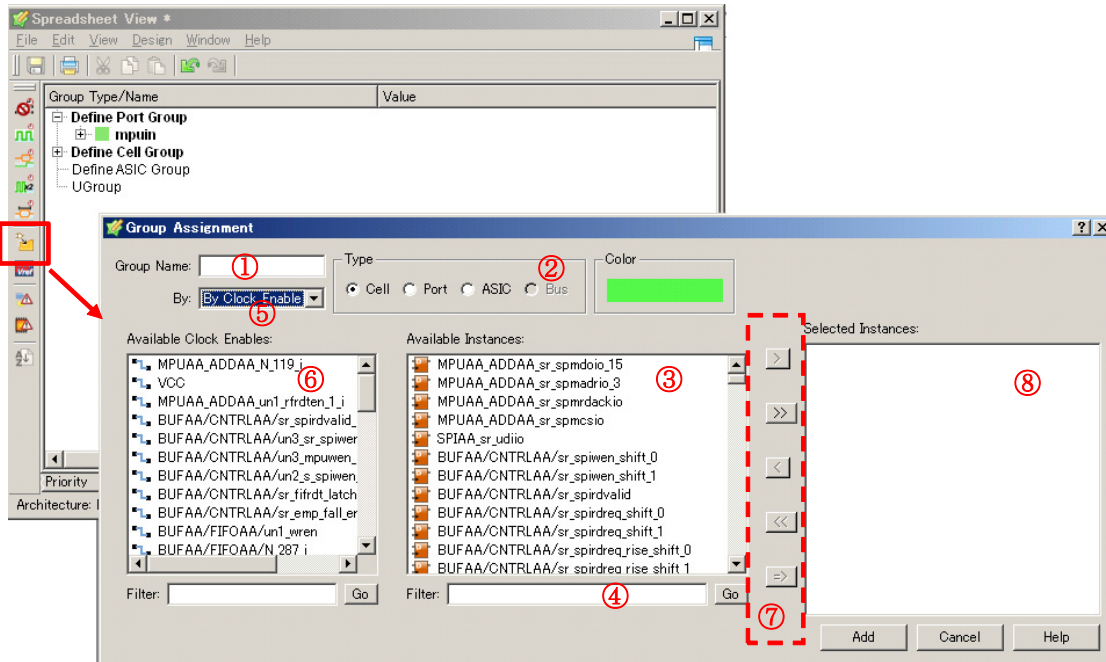 Spreadsheet View *
File Edit View Design Window Help
Group Type/Name Value
Define Port Group
mpuin
Define Cell Group
Define ASIC Group
UGroup
Priority
Group Assignment
Group Name: ①
Type ②
Color
By: By Clock Enable ⑤
Cell Port ASIC Bus
Available Clock Enables:
MPUAA_ADDAA_N_119_i
VCC
MPUAA_ADDAA_un1_rfrdten_1_i
BUFAA/CNTRLAA/sr_spirdvalid_
BUFAA/CNTRLAA/un3_sr_spiwer
BUFAA/CNTRLAA/un3_mpuwen_
BUFAA/CNTRLAA/un2_s_spiwen_
BUFAA/CNTRLAA/sr_fifrdt_latch
BUFAA/CNTRLAA/sr_emp_fall_er
BUFAA/FIFOAA/un1_wren
BUFAA/FIFOAA/N_287_i
⑥
Filter: Go
Available Instances:
MPUAA_ADDAA_sr_spmdoio_15
MPUAA_ADDAA_sr_spmadrio_3
MPUAA_ADDAA_sr_spmrdackio
MPUAA_ADDAA_sr_spmcsio
SPIAA_sr_udiio
BUFAA/CNTRLAA/sr_spiwen_shift_0
BUFAA/CNTRLAA/sr_spiwen_shift_1
BUFAA/CNTRLAA/sr_spirdvalid
BUFAA/CNTRLAA/sr_spirdreq_shift_0
BUFAA/CNTRLAA/sr_spirdreq_shift_1
BUFAA/CNTRLAA/sr_spirdreq_rise_shift_0
BUFAA/CNTRLAA/sr_spirdreq_rise_shift_1
③
Filter: ④ Go
>
>>
<
<<
=>
⑦
Selected Instances:
⑧
Add Cancel Help